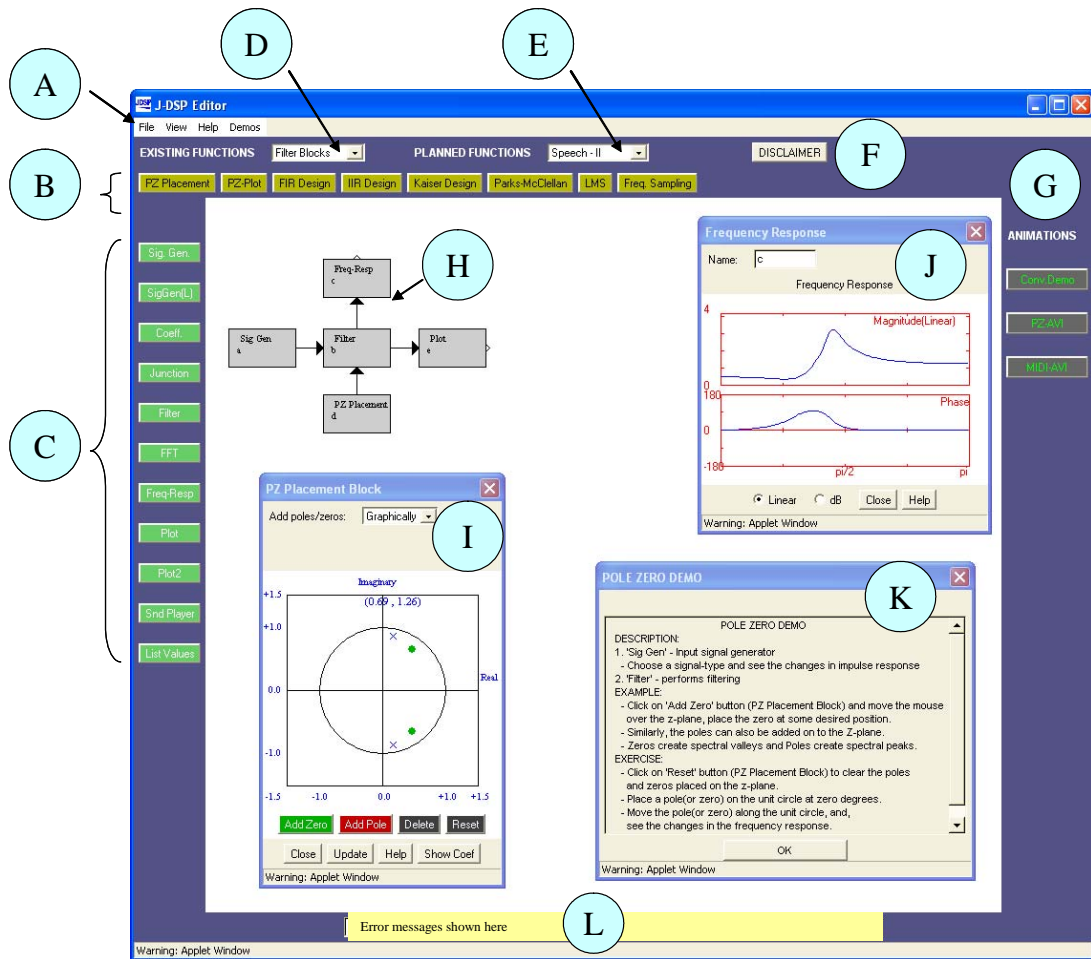 D
E
A
J-DSP Editor
File View Help Demos
EXISTING FUNCTIONS Filter Blocks PLANNED FUNCTIONS Speech - II DISCLAIMER
F
B
PZ Placement PZ-Plot FIR Design IIR Design Kaiser Design Parks-McClellan LMS Freq. Sampling
G
ANIMATIONS
Conv.Demo
PZ-AVI
MIDI-AVI
C
Sig. Gen.
SigGen(L)
Coeff.
Junction
Filter
FFT
Freq-Resp
Plot
Plot2
Snd Player
List Values
Freq-Resp
c
H
Sig Gen
a
Filter
b
Plot
e
PZ Placement
d
Frequency Response
J
Name: c
Frequency Response
4
Magnitude(Linear)
0
180
Phase
0
-180
pi/2
pi
Linear dB Close Help
Warning: Applet Window
PZ Placement Block
Add poles/zeros: Graphically
I
Imaginary
+1.5
(0.69 , 1.26)
+1.0
Real
0.0
-1.0
-1.5 -1.0 0.0 +1.0 +1.5
Add Zero Add Pole Delete Reset
Close Update Help Show Coef
Warning: Applet Window
POLE ZERO DEMO
K
POLE ZERO DEMO
DESCRIPTION:
1. 'Sig Gen' - Input signal generator
- Choose a signal-type and see the changes in impulse response
2. 'Filter' - performs filtering
EXAMPLE:
- Click on 'Add Zero' button (PZ Placement Block) and move the mouse
over the z-plane, place the zero at some desired position.
- Similarly, the poles can also be added on to the Z-plane.
- Zeros create spectral valleys and Poles create spectral peaks.
EXERCISE:
- Click on 'Reset' button (PZ Placement Block) to clear the poles
and zeros placed on the z-plane.
- Place a pole(or zero) on the unit circle at zero degrees.
- Move the pole(or zero) along the unit circle, and,
see the changes in the frequency response.
OK
Warning: Applet Window
Error messages shown here
L
Warning: Applet Window